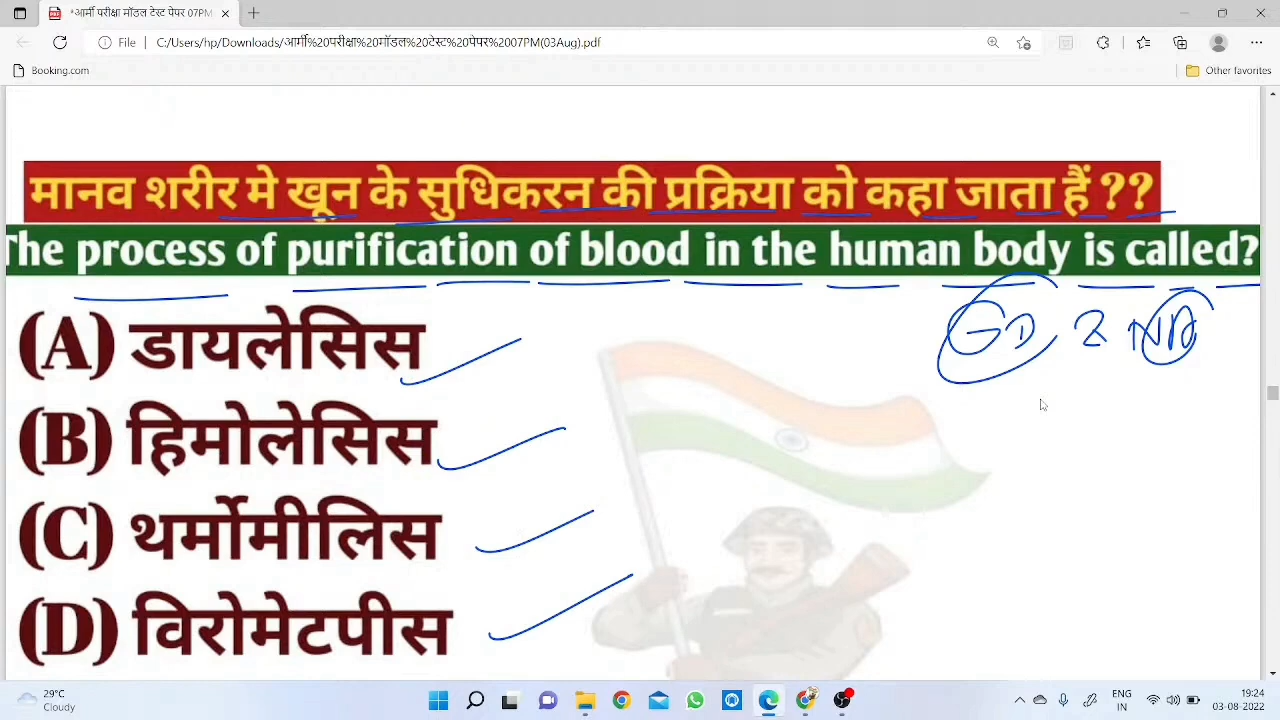 *आर्मी परीक्षा मॉडल टेस्ट पेपर 07PM
File C:/Users/hp/Downloads/आर्मी%20परीक्षा%20मॉडल%20टेस्ट%20पेपर%2007PM(03Aug).pdf
Booking.com Other favorites
मानव शरीर मे खून के सुधिकरन की प्रक्रिया को कहा जाता हैं ??
The process of purification of blood in the human body is called?
(A) डायलेसिस
GD
(B) हिमोलेसिस
(C) थर्मोमीलिस
(D) विरोमेटपीस
29°C
Cloudy
ENG
IN
19:24
03-08-2022